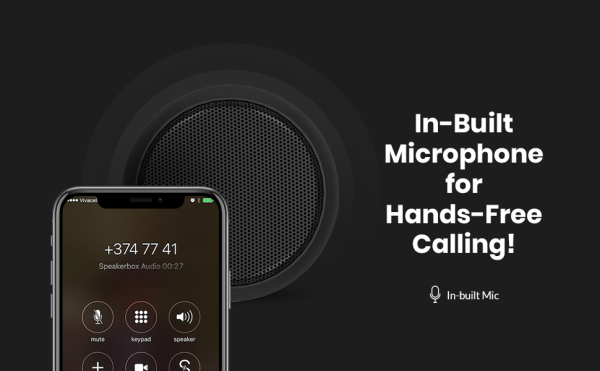 In-Built
Microphone
for
Hands-Free
Calling!
In-built Mic
Vivacell
+374 77 41
Speakerbox Audio 00:27
mute keypad speaker